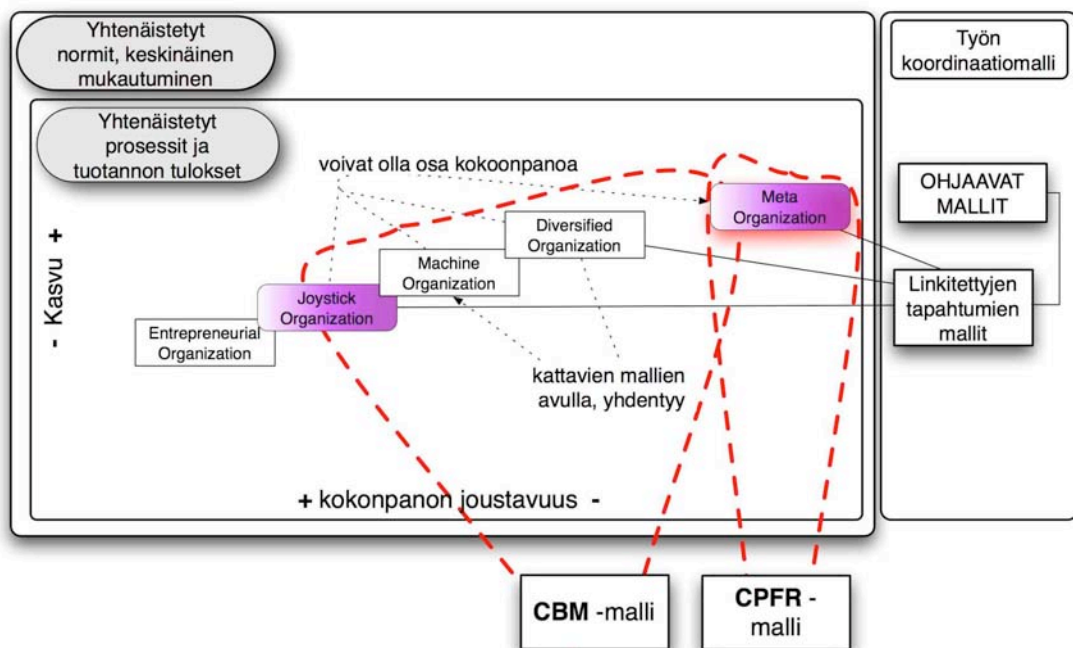 Yhtenäistetyt
normit, keskinäinen
mukautuminen
Työn
koordinaatiomalli
Yhtenäistetyt
prosessit ja
tuotannon tulokset
voivat olla osa kokoonpanoa
Meta
Organization
OHJAAVAT
MALLIT
Diversified
Organization
Machine
Organization
Joystick
Organization
Linkitettyjen
tapahtumien
mallit
Entrepreneurial
Organization
- Kasvu +
kattavien mallien
avulla, yhdentyy
+ kokonpanon joustavuus -
CBM -malli
CPFR -
malli